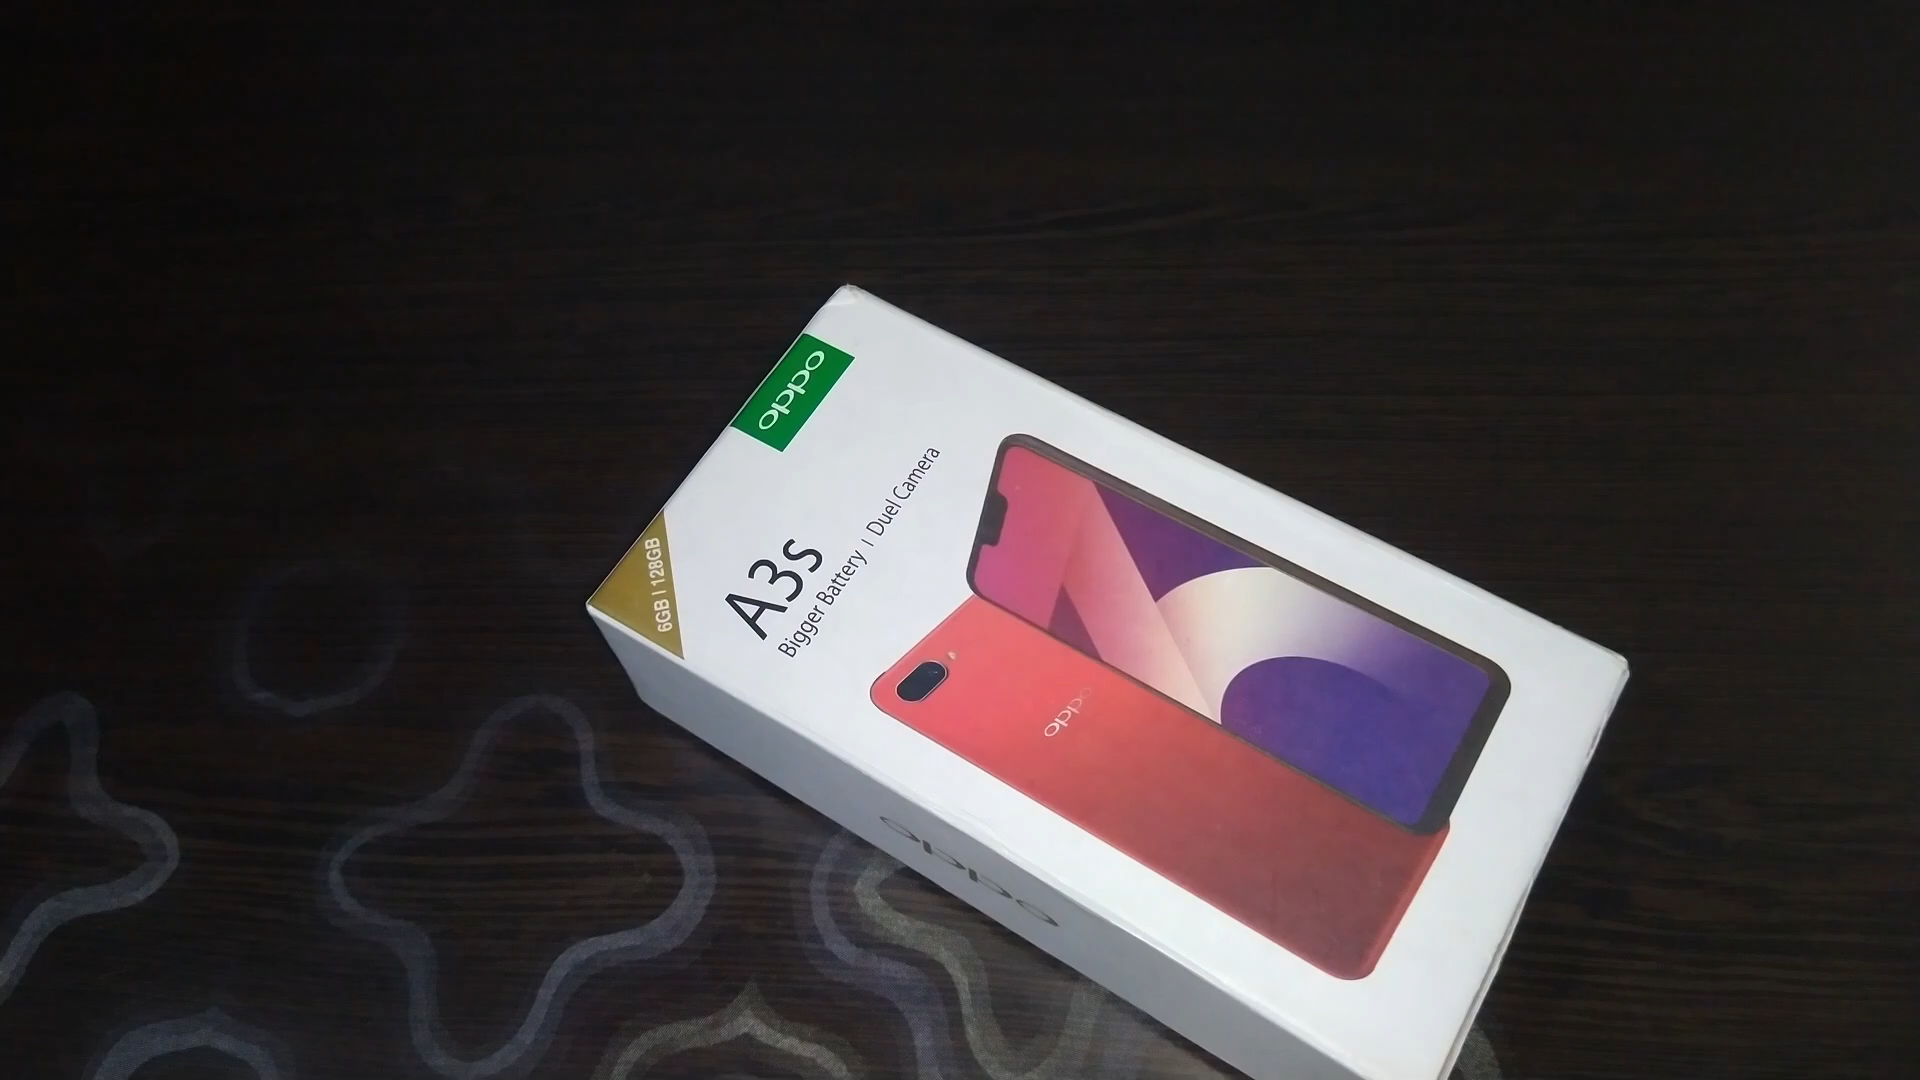 oppo
6GB | 128GB
A3s
Bigger Battery | Duel Camera
oppo
oppo